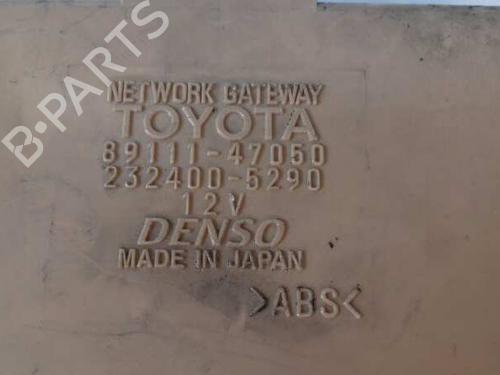 B-PARTS
NETWORK GATEWAY
TOYOTA
89111-47050
232400-5290
12V
DENSO
MADE IN JAPAN
>ABS<